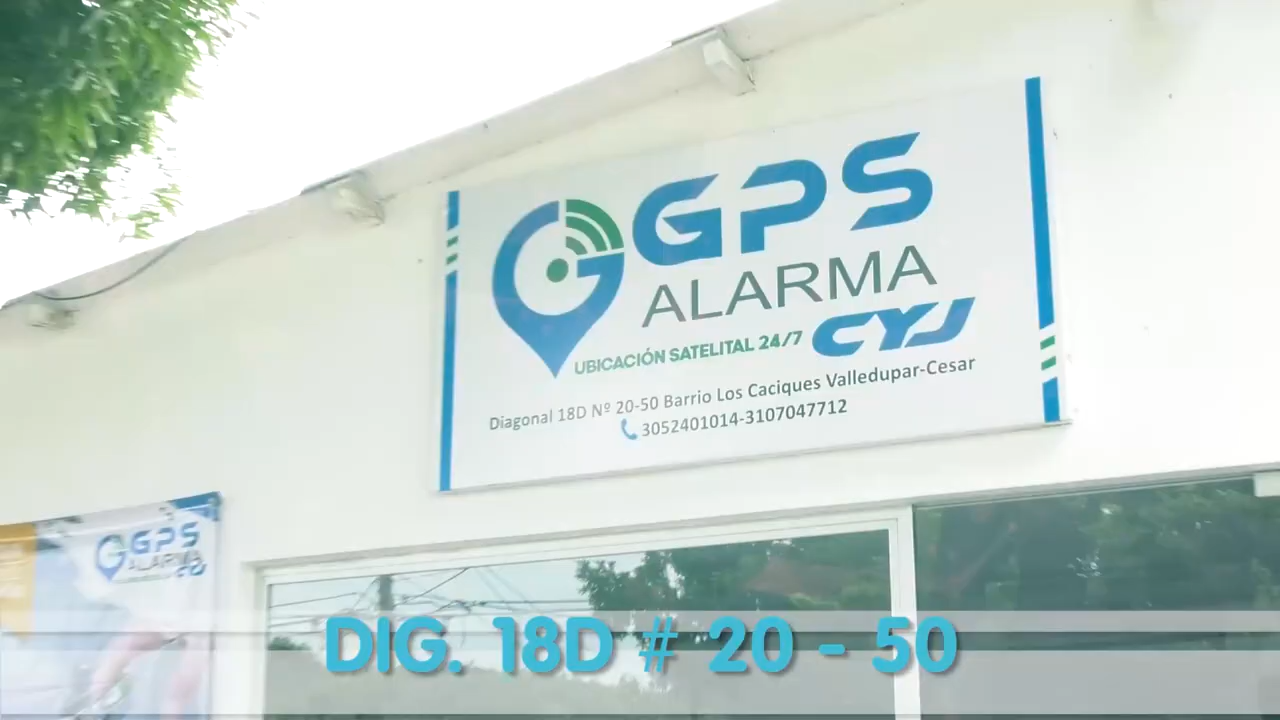 GPS
ALARMA
UBICACIÓN SATELITAL 24/7 CYJ
Diagonal 18D Nº 20-50 Barrio Los Caciques Valledupar-Cesar
3052401014-3107047712
GPS
ALARMA
CYJ
DIG. 18D # 20 - 50